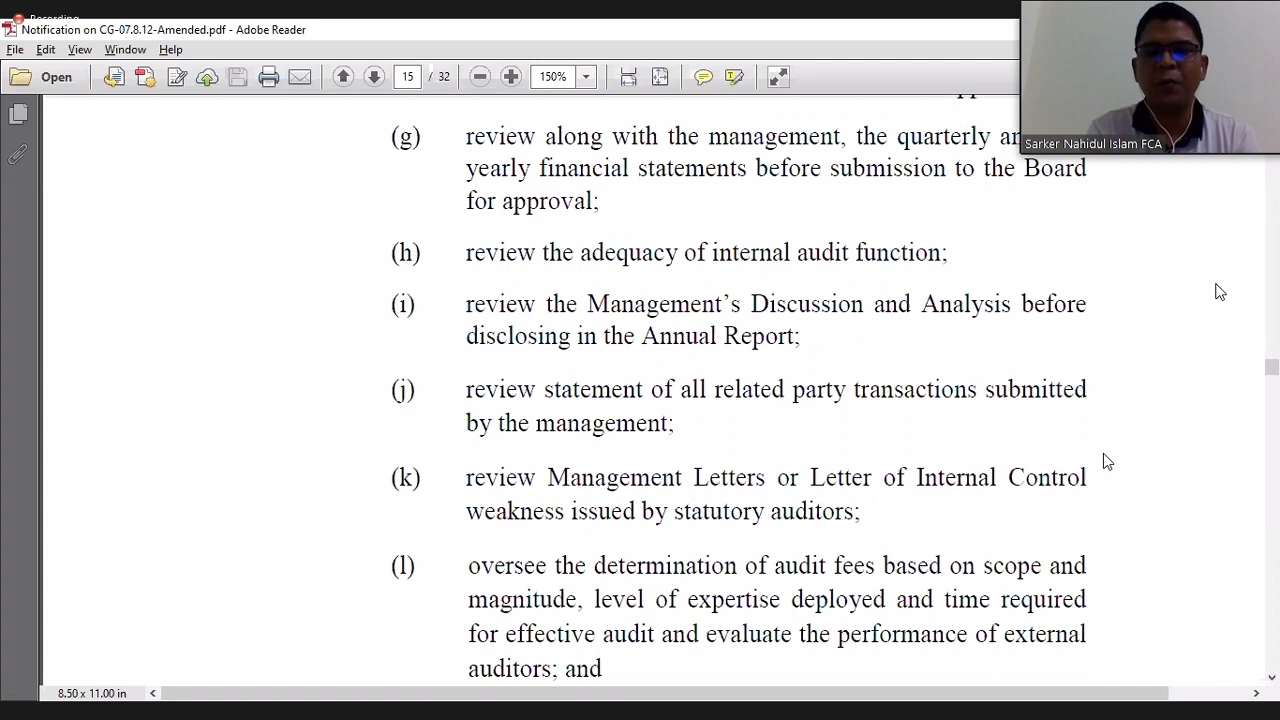 Recording
Notification on CG-07.8.12-Amended.pdf - Adobe Reader
File Edit View Window Help
Open 15 / 32 150%
(g) review along with the management, the quarterly
yearly financial statements before submission to the Board
for approval;
(h) review the adequacy of internal audit function;
(i) review the Management's Discussion and Analysis before
disclosing in the Annual Report;
(j) review statement of all related party transactions submitted
by the management;
(k) review Management Letters or Letter of Internal Control
weakness issued by statutory auditors;
(l) oversee the determination of audit fees based on scope and
magnitude, level of expertise deployed and time required
for effective audit and evaluate the performance of external
auditors; and
8.50 x 11.00 in
Sarker Nahidul Islam FCA